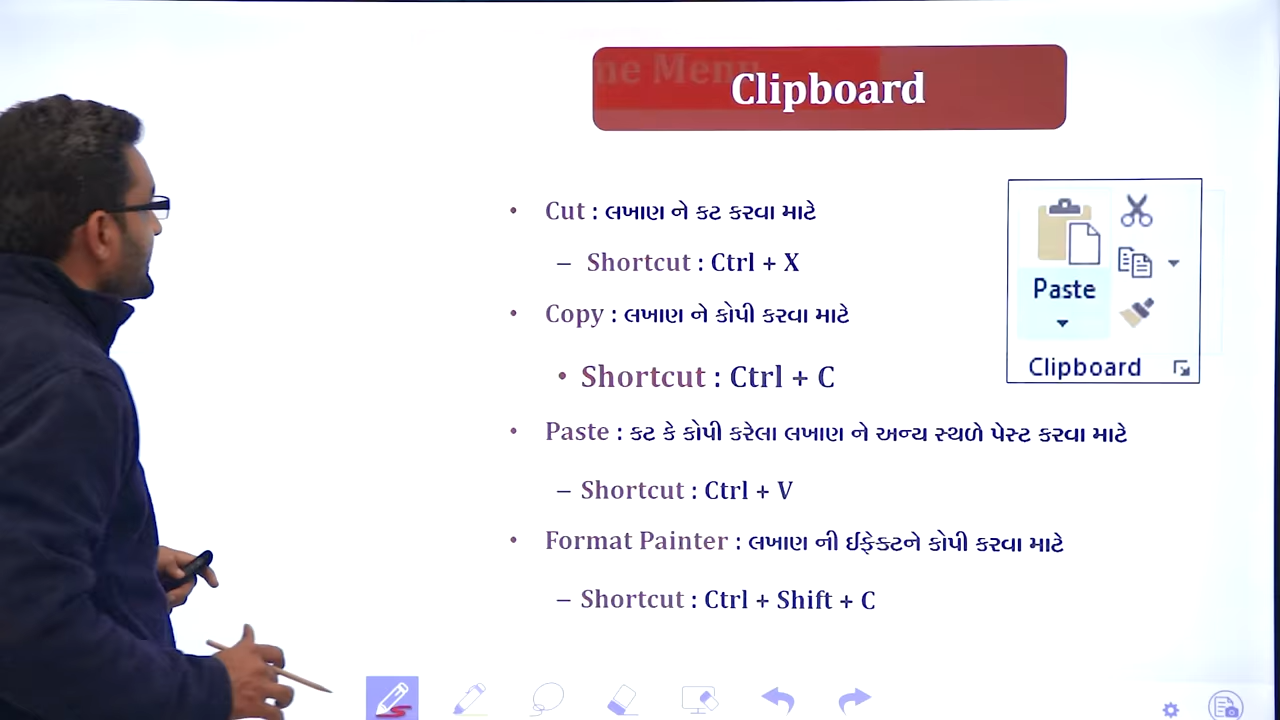 Clipboard
• Cut : લખાણ ને કટ કરવા માટે
– Shortcut : Ctrl + X
• Copy : લખાણ ને કોપી કરવા માટે
• Shortcut : Ctrl + C
• Paste : કટ કે કોપી કરેલા લખાણ ને અન્ય સ્થળે પેસ્ટ કરવા માટે
– Shortcut : Ctrl + V
• Format Painter : લખાણ ની ઈફેક્ટને કોપી કરવા માટે
– Shortcut : Ctrl + Shift + C
Paste
Clipboard